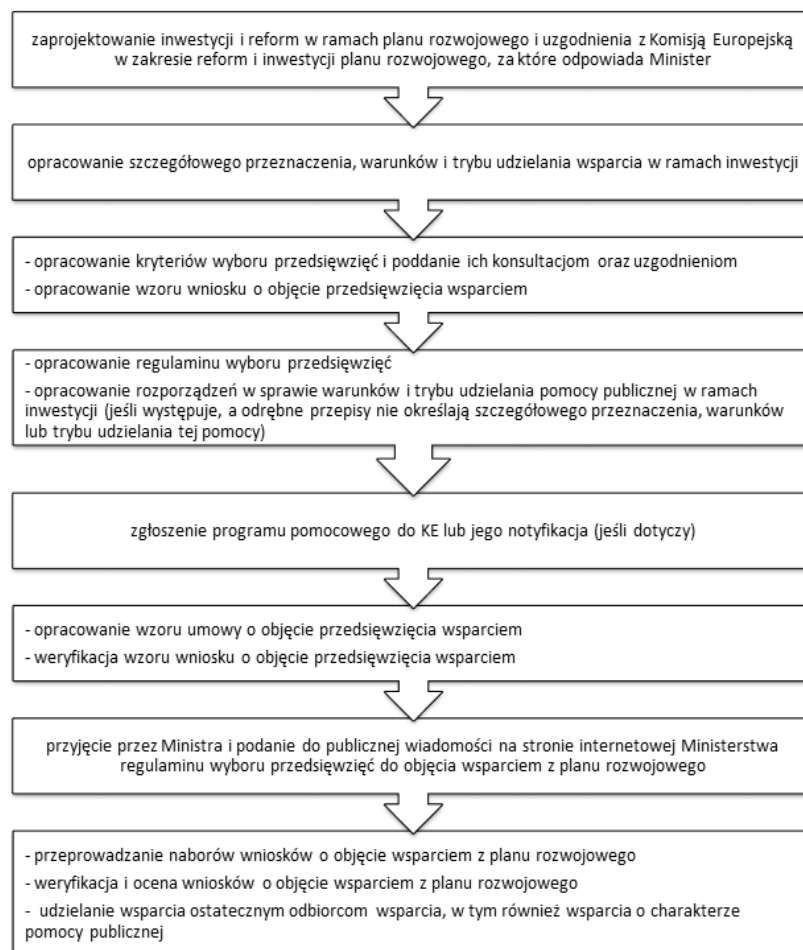 zaprojektowanie inwestycji i reform w ramach planu rozwojowego i uzgodnienia z Komisją Europejską
w zakresie reform i inwestycji planu rozwojowego, za które odpowiada Minister
opracowanie szczegółowego przeznaczenia, warunków i trybu udzielania wsparcia w ramach inwestycji
- opracowanie kryteriów wyboru przedsięwzięć i poddanie ich konsultacjom oraz uzgodnieniom
- opracowanie wzoru wniosku o objęcie przedsięwzięcia wsparciem
- opracowanie regulaminu wyboru przedsięwzięć
- opracowanie rozporządzeń w sprawie warunków i trybu udzielania pomocy publicznej w ramach
inwestycji (jeśli występuje, a odrębne przepisy nie określają szczegółowego przeznaczenia, warunków
lub trybu udzielania tej pomocy)
zgłoszenie programu pomocowego do KE lub jego notyfikacja (jeśli dotyczy)
- opracowanie wzoru umowy o objęcie przedsięwzięcia wsparciem
- weryfikacja wzoru wniosku o objęcie przedsięwzięcia wsparciem
przyjęcie przez Ministra i podanie do publicznej wiadomości na stronie internetowej Ministerstwa
regulaminu wyboru przedsięwzięć do objęcia wsparciem z planu rozwojowego
- przeprowadzanie naborów wniosków o objęcie wsparciem z planu rozwojowego
- weryfikacja i ocena wniosków o objęcie wsparciem z planu rozwojowego
- udzielanie wsparcia ostatecznym odbiorcom wsparcia, w tym również wsparcia o charakterze
pomocy publicznej